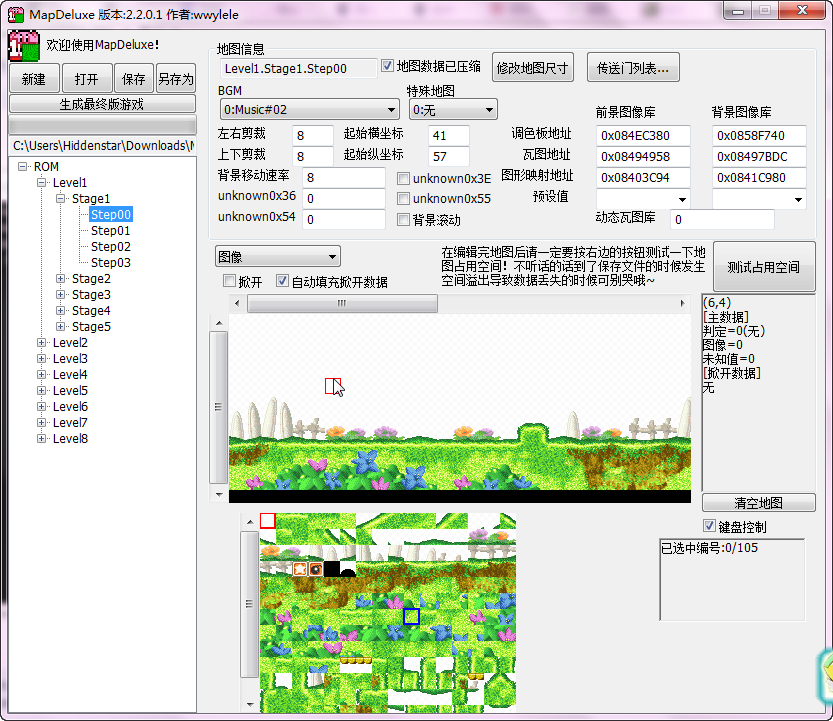 MapDeluxe 版本:2.2.0.1 作者:wwylele
欢迎使用MapDeluxe!
新建 打开 保存 另存为
生成最终版游戏
C:\Users\Hiddenstar\Downloads\
ROM
Level1
Stage1
Step00
Step01
Step02
Step03
Stage2
Stage3
Stage4
Stage5
Level2
Level3
Level4
Level5
Level6
Level7
Level8
地图信息
Level1.Stage1.Step00 地图数据已压缩 修改地图尺寸 传送门列表...
BGM 特殊地图
0:Music#02 0:无
前景图像库 背景图像库
左右剪裁 8 起始横坐标 41 调色板地址 0x084EC380 0x0858F740
上下剪裁 8 起始纵坐标 57 瓦图地址 0x08494958 0x08497BDC
背景移动速率 8 unknown0x3E 图形映射地址 0x08403C94 0x0841C980
unknown0x36 0 unknown0x55 预设值
unknown0x54 0 背景滚动 动态瓦图库 0
图像
掀开 自动填充掀开数据
在编辑完地图后请一定要按右边的按钮测试一下地
图占用空间！不听话的话到了保存文件的时候发生
空间溢出导致数据丢失的时候可别哭哦~
测试占用空间
(6,4)
[主数据]
判定=0(无)
图像=0
未知值=0
[掀开数据]
无
清空地图
键盘控制
已选中编号:0/105